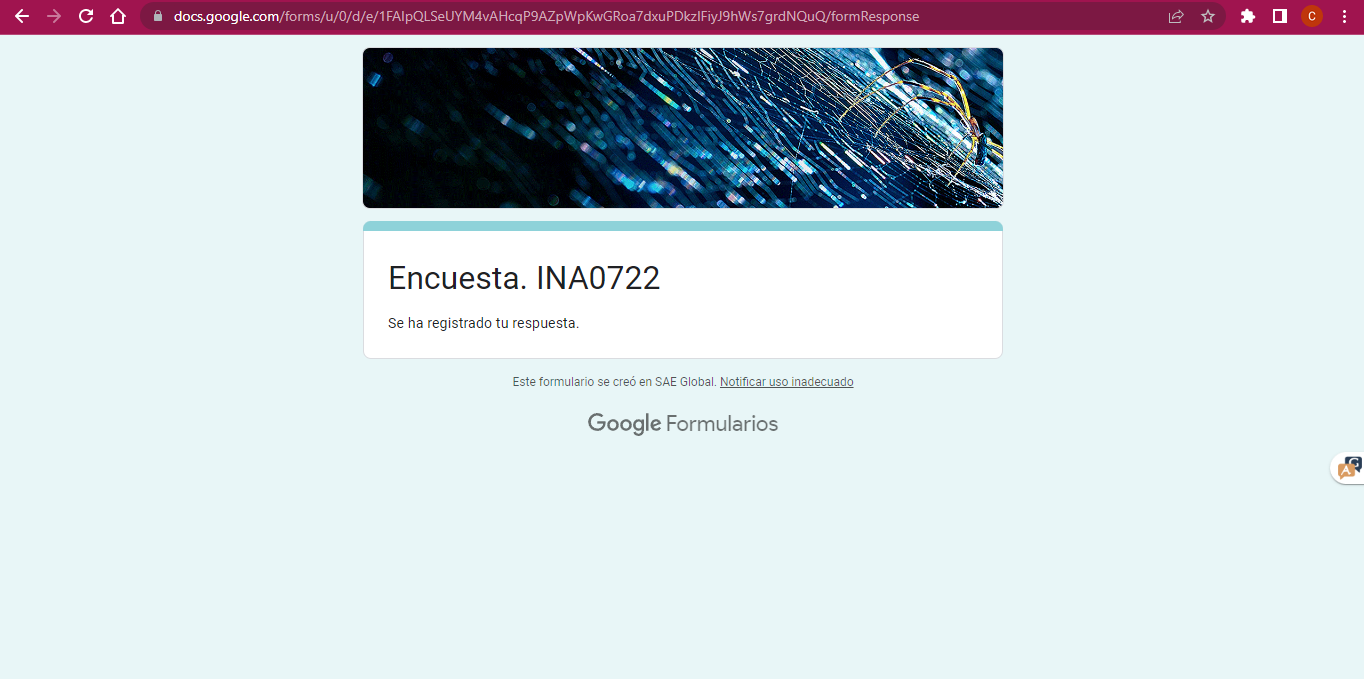 docs.google.com/forms/u/0/d/e/1FAIpQLSeUYM4vAHcqP9AZpWpKwGRoa7dxuPDkzlFiyJ9hWs7grdNQuQ/formResponse
C
Encuesta. INA0722
Se ha registrado tu respuesta.
Este formulario se creó en SAE Global. Notificar uso inadecuado
Google Formularios
G
A